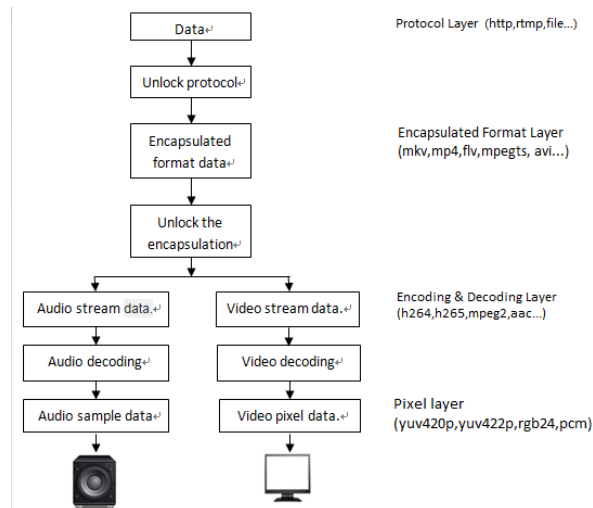 Data↵
Protocol Layer (http,rtmp,file...)
Unlock protocol↵
Encapsulated
format data↵
Encapsulated Format Layer
(mkv,mp4,flv,mpegts, avi...)
Unlock the
encapsulation↵
Audio stream data.↵
Video stream data.↵
Encoding & Decoding Layer
(h264,h265,mpeg2,aac...)
Audio decoding↵
Video decoding↵
Audio sample data↵
Video pixel data.↵
Pixel layer
(yuv420p,yuv422p,rgb24,pcm)